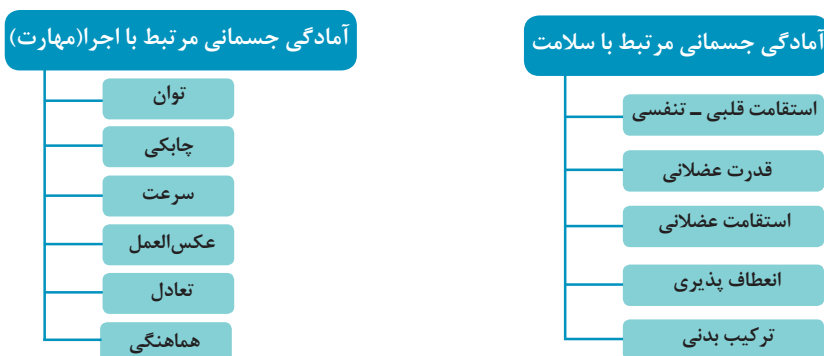 آمادگی جسمانی مرتبط با سلامت
استقامت قلبی ــ تنفسی
قدرت عضلانی
استقامت عضلانی
انعطاف پذیری
ترکیب بدنی
آمادگی جسمانی مرتبط با اجرا(مهارت)
توان
چابکی
سرعت
عکس‌العمل
تعادل
هماهنگی